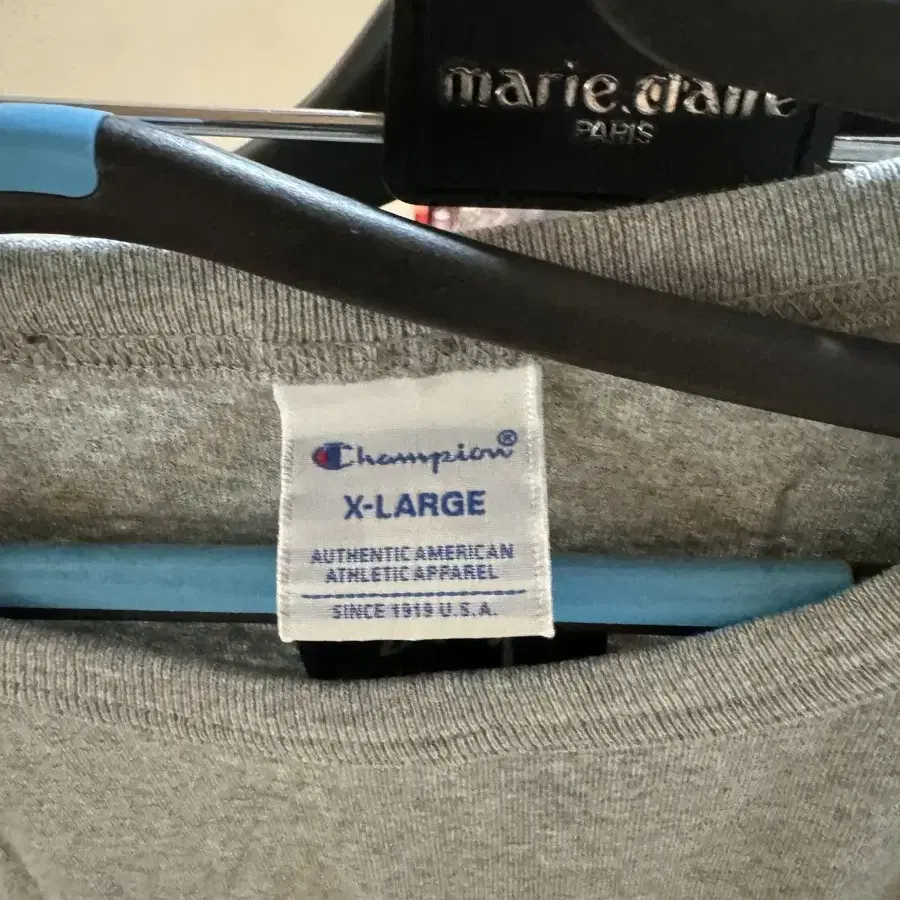 marie claire
PARIS
Champion®
X-LARGE
AUTHENTIC AMERICAN
ATHLETIC APPAREL
SINCE 1919 U.S.A.